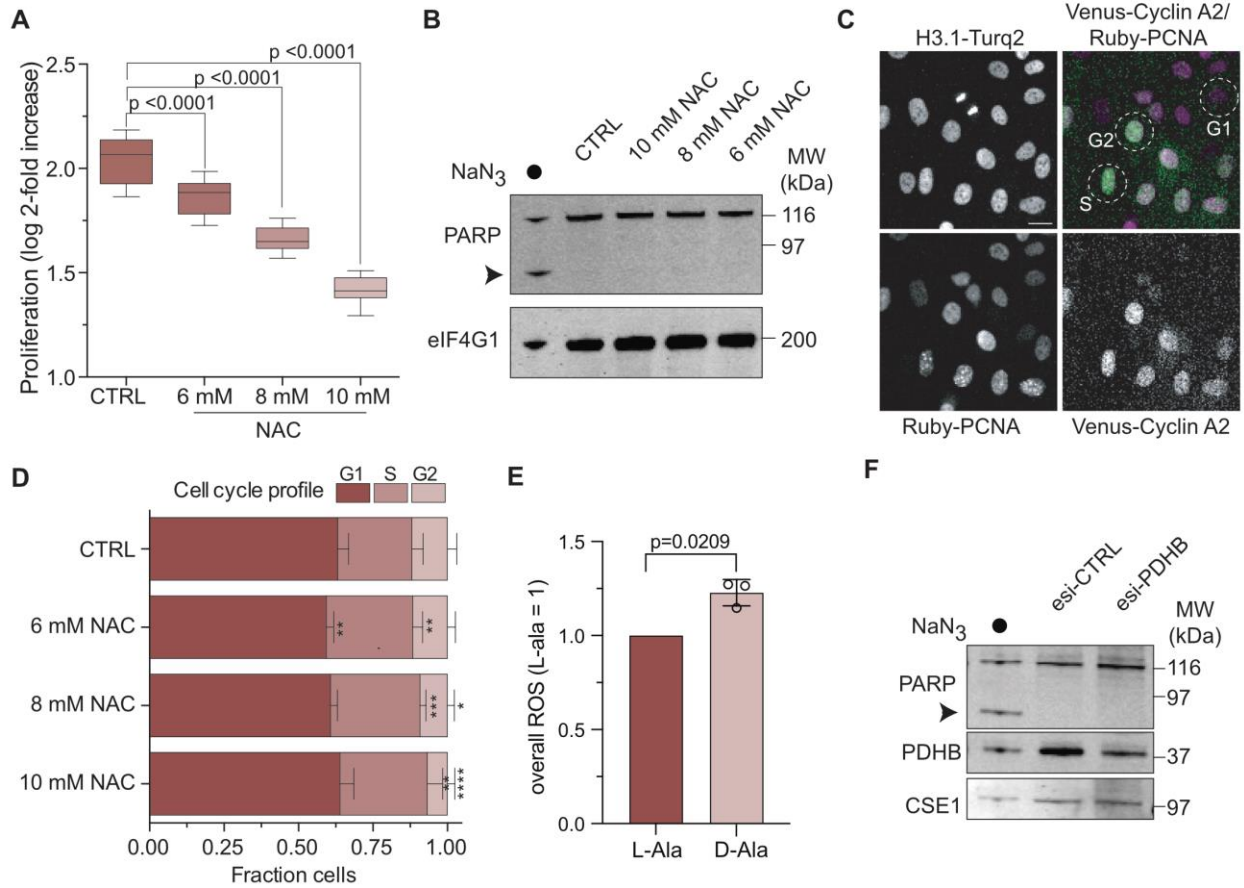 A
Proliferation (log 2-fold increase)
2.5
2.0
1.5
1.0
p <0.0001
p <0.0001
p <0.0001
CTRL
6 mM
8 mM
10 mM
NAC
B
CTRL
10 mM NAC
8 mM NAC
6 mM NAC
MW
(kDa)
NaN3
PARP
116
97
eIF4G1
200
C
H3.1-Turq2
Venus-Cyclin A2/
Ruby-PCNA
G1
G2
S
Ruby-PCNA
Venus-Cyclin A2
D
G1 S G2
Cell cycle profile
CTRL
6 mM NAC
** **
8 mM NAC
*** *
10 mM NAC
** ****
0.00 0.25 0.50 0.75 1.00
Fraction cells
E
overall ROS (L-ala = 1)
1.5
1.0
0.5
0.0
p=0.0209
L-Ala
D-Ala
F
esi-CTRL
esi-PDHB
MW
(kDa)
NaN3
PARP
116
97
PDHB
37
CSE1
97